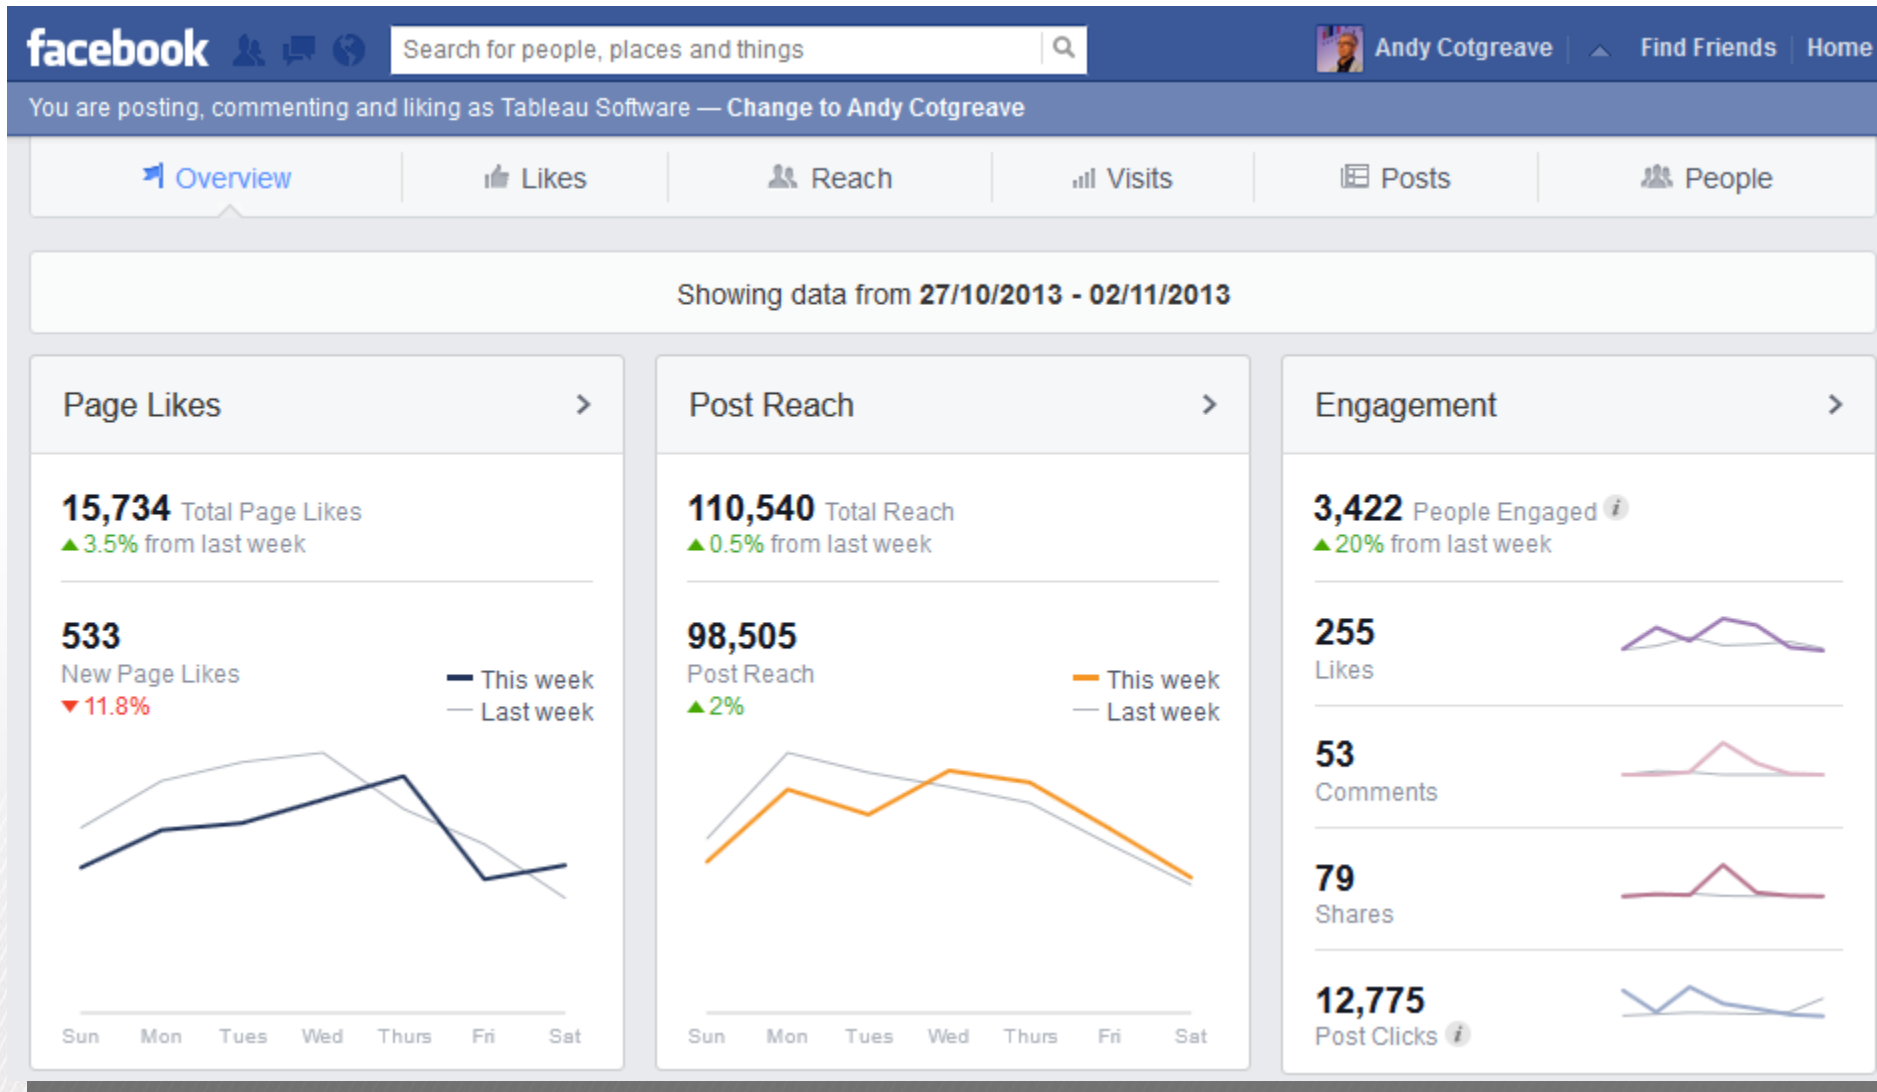 facebook
Search for people, places and things
Andy Cotgreave
Find Friends
Home
You are posting, commenting and liking as Tableau Software — Change to Andy Cotgreave
Overview
Likes
Reach
Visits
Posts
People
Showing data from 27/10/2013 - 02/11/2013
Page Likes
15,734 Total Page Likes
3.5% from last week
533
New Page Likes
11.8%
This week
Last week
Sun Mon Tues Wed Thurs Fri Sat
Post Reach
110,540 Total Reach
0.5% from last week
98,505
Post Reach
2%
This week
Last week
Sun Mon Tues Wed Thurs Fri Sat
Engagement
3,422 People Engaged i
20% from last week
255
Likes
53
Comments
79
Shares
12,775
Post Clicks i